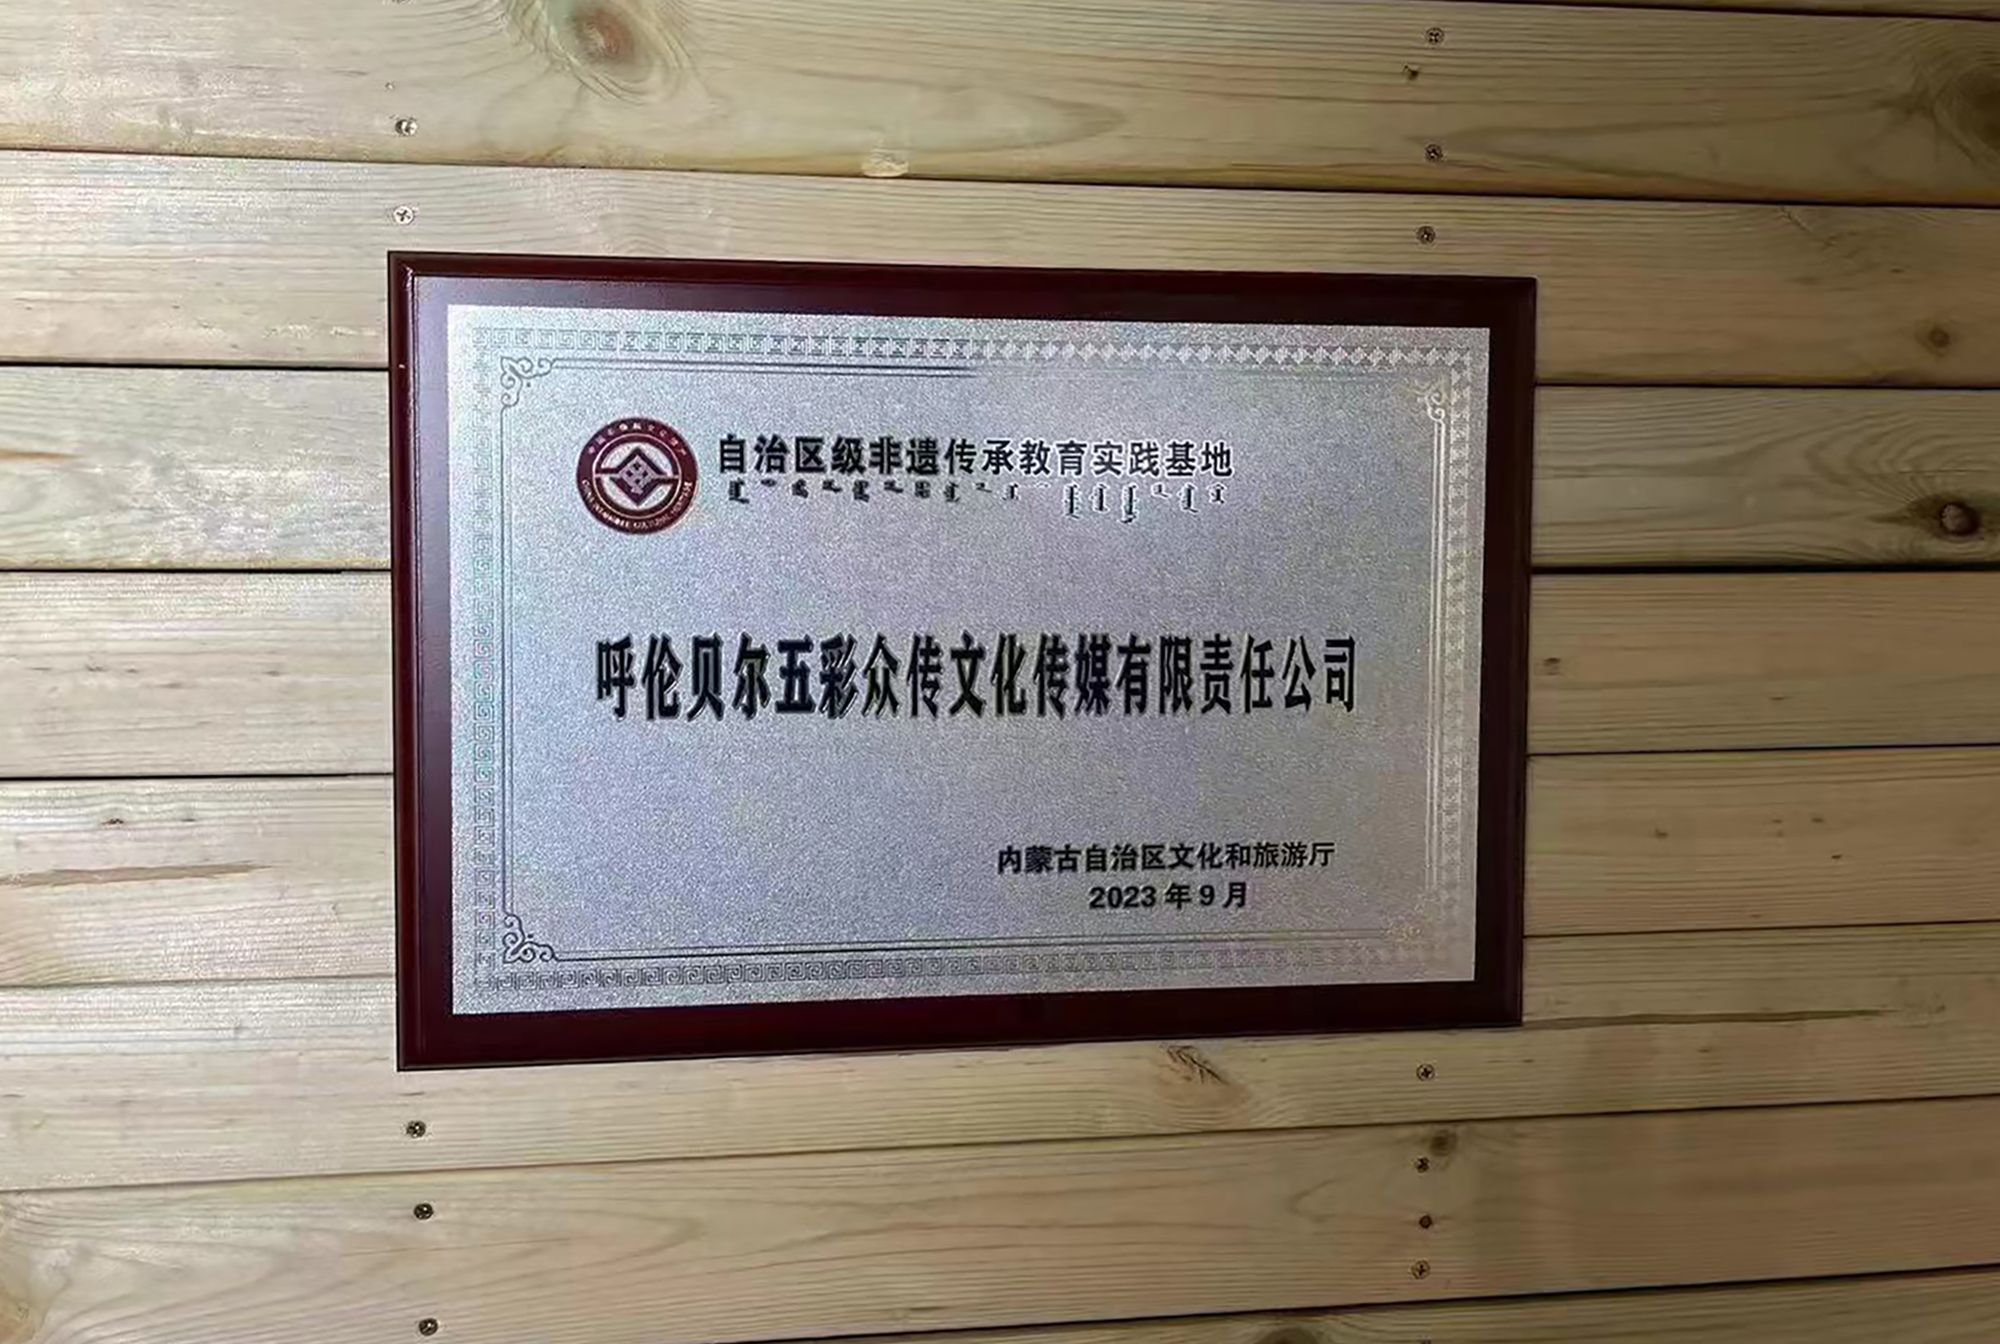 自治区级非遗传承教育实践基地
呼伦贝尔五彩众传文化传媒有限责任公司
内蒙古自治区文化和旅游厅
2023年9月